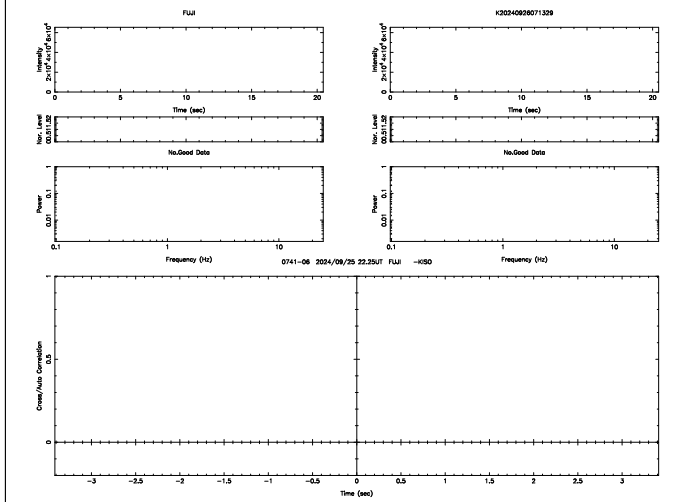 FUJI
K20240926071329
Intensity
2×10⁴ 4×10⁴ 6×10⁴
0 5 10 15 20
Time (sec)
Intensity
2×10⁴ 4×10⁴ 6×10⁴
0 5 10 15 20
Time (sec)
Nor. Level
00.511.52
Nor. Level
00.511.52
No.Good Data
No.Good Data
Power
0.01 0.1 1
0.1 1 10
Frequency (Hz)
Power
0.01 0.1 1
0.1 1 10
Frequency (Hz)
0741-06 2024/09/25 22.25UT FUJI -KISO
Cross/Auto Correlation
0 0.5 1
-3 -2.5 -2 -1.5 -1 -0.5 0 0.5 1 1.5 2 2.5 3
Time (sec)